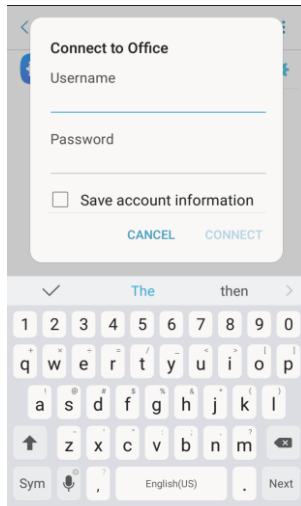 Connect to Office
Username
Password
Save account information
CANCEL CONNECT
The then
1 2 3 4 5 6 7 8 9 0
q w e r t y u i o p
a s d f g h j k l
z x c v b n m
Sym , English(US) . Next